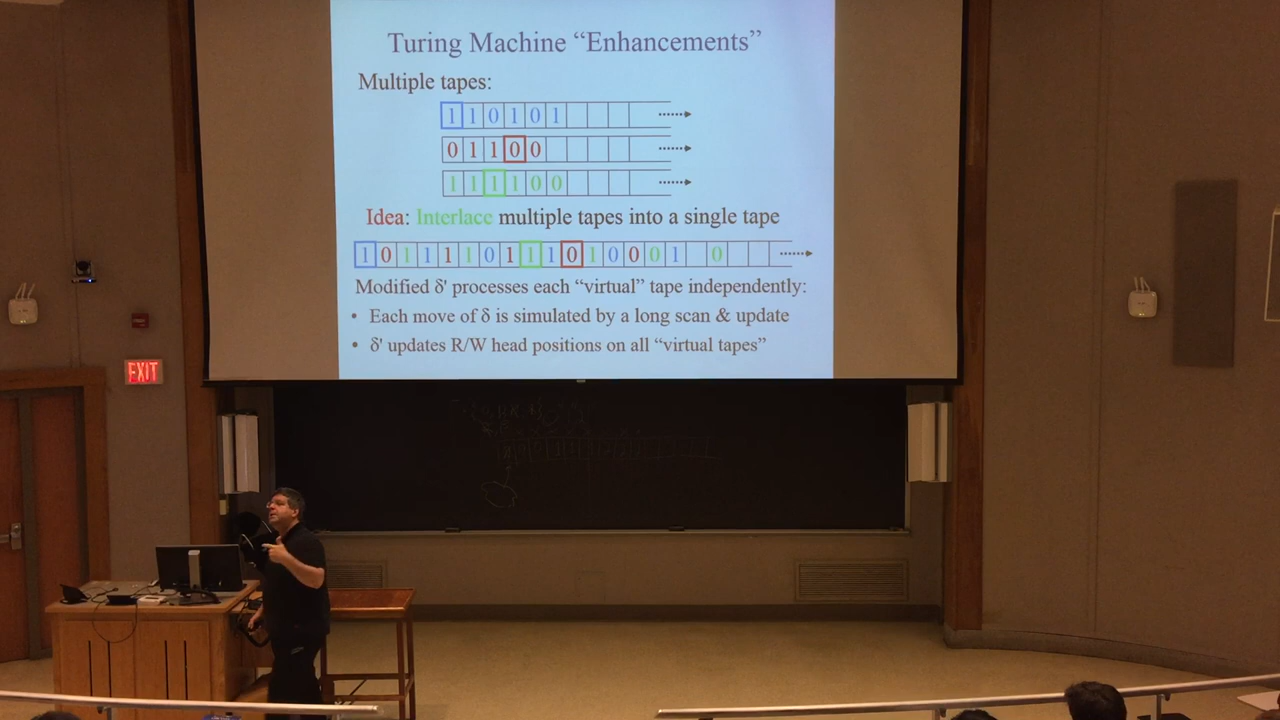 Turing Machine “Enhancements”
Multiple tapes:
1 1 0 1 0 1
0 1 1 0 0
1 1 1 1 0 0
Idea: Interlace multiple tapes into a single tape
1 0 1 1 1 1 0 1 1 1 0 1 0 0 0 1 0
Modified δ' processes each “virtual” tape independently:
• Each move of δ is simulated by a long scan & update
• δ' updates R/W head positions on all “virtual tapes”
EXIT